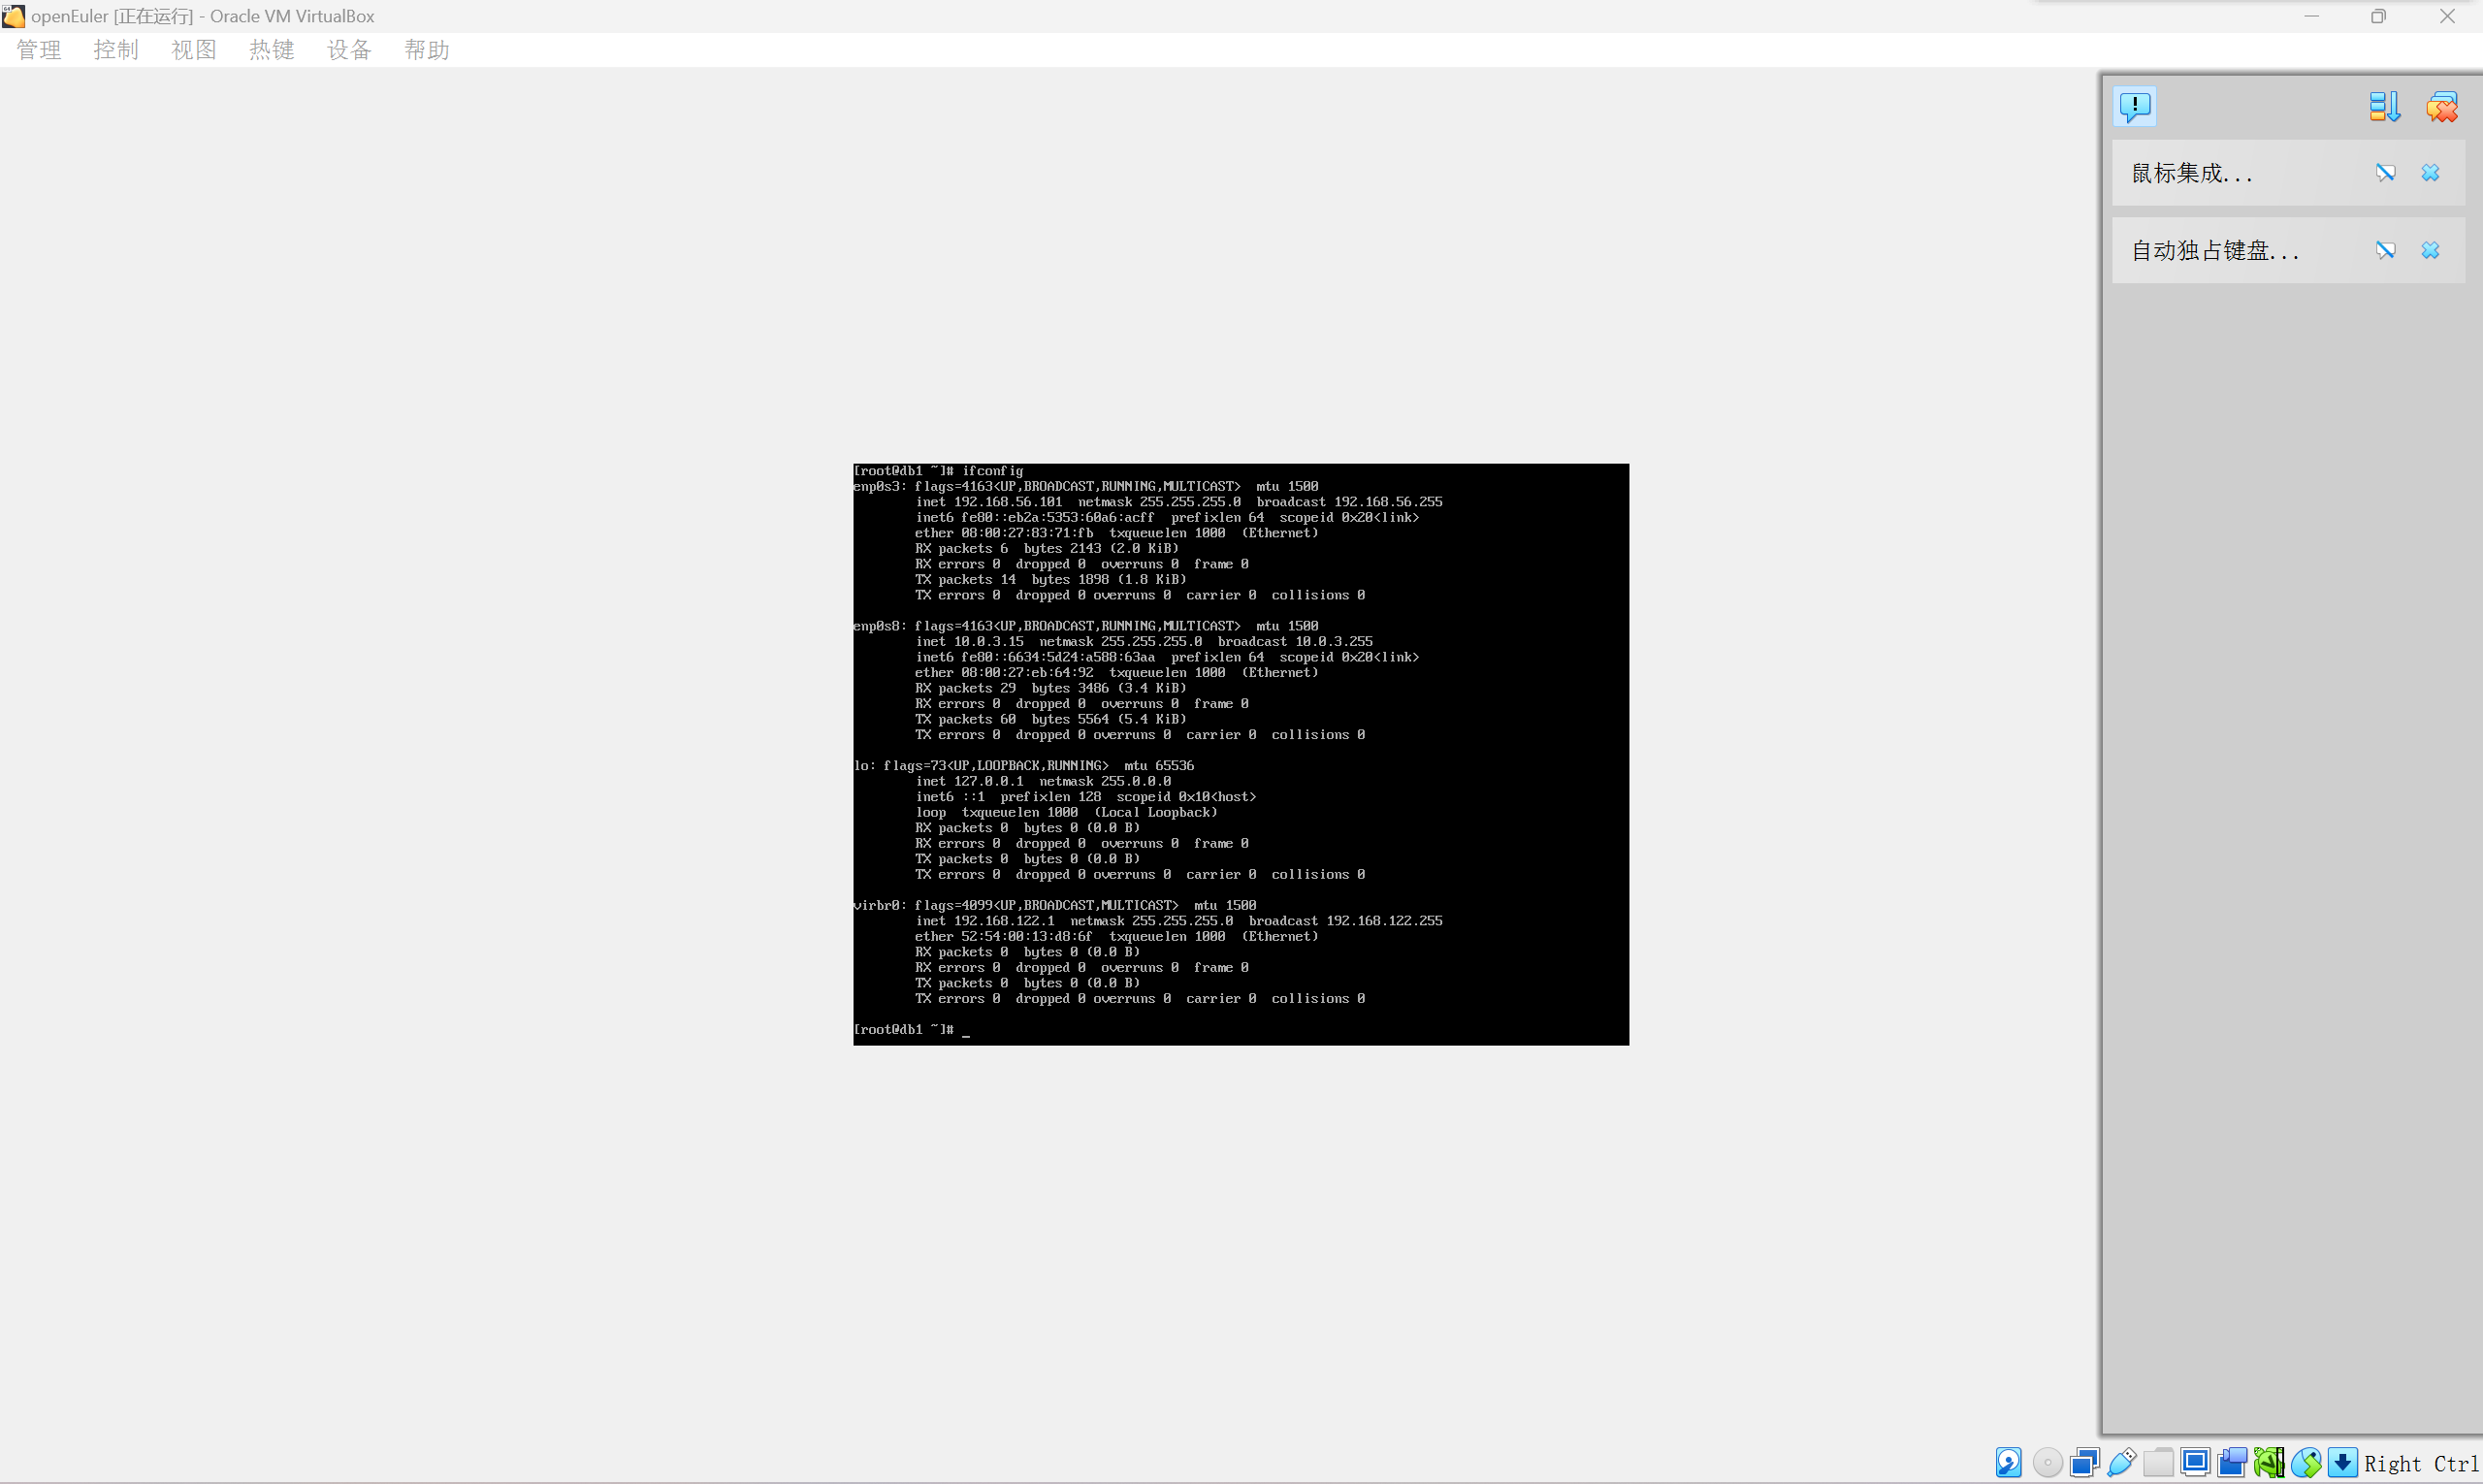 openEuler [正在运行] - Oracle VM VirtualBox
管理 控制 视图 热键 设备 帮助
鼠标集成...
自动独占键盘...
[root@db1 ~]# ifconfig
enp0s3: flags=4163<UP,BROADCAST,RUNNING,MULTICAST>  mtu 1500
        inet 192.168.56.101  netmask 255.255.255.0  broadcast 192.168.56.255
        inet6 fe80::eb2a:5353:60a6:acff  prefixlen 64  scopeid 0x20<link>
        ether 08:00:27:83:71:fb  txqueuelen 1000  (Ethernet)
        RX packets 6  bytes 2143 (2.0 KiB)
        RX errors 0  dropped 0  overruns 0  frame 0
        TX packets 14  bytes 1898 (1.8 KiB)
        TX errors 0  dropped 0 overruns 0  carrier 0  collisions 0
enp0s8: flags=4163<UP,BROADCAST,RUNNING,MULTICAST>  mtu 1500
        inet 10.0.3.15  netmask 255.255.255.0  broadcast 10.0.3.255
        inet6 fe80::6634:5d24:a588:63aa  prefixlen 64  scopeid 0x20<link>
        ether 08:00:27:eb:64:92  txqueuelen 1000  (Ethernet)
        RX packets 29  bytes 3486 (3.4 KiB)
        RX errors 0  dropped 0  overruns 0  frame 0
        TX packets 60  bytes 5564 (5.4 KiB)
        TX errors 0  dropped 0 overruns 0  carrier 0  collisions 0
lo: flags=73<UP,LOOPBACK,RUNNING>  mtu 65536
        inet 127.0.0.1  netmask 255.0.0.0
        inet6 ::1  prefixlen 128  scopeid 0x10<host>
        loop  txqueuelen 1000  (Local Loopback)
        RX packets 0  bytes 0 (0.0 B)
        RX errors 0  dropped 0  overruns 0  frame 0
        TX packets 0  bytes 0 (0.0 B)
        TX errors 0  dropped 0 overruns 0  carrier 0  collisions 0
virbr0: flags=4099<UP,BROADCAST,MULTICAST>  mtu 1500
        inet 192.168.122.1  netmask 255.255.255.0  broadcast 192.168.122.255
        ether 52:54:00:13:d8:6f  txqueuelen 1000  (Ethernet)
        RX packets 0  bytes 0 (0.0 B)
        RX errors 0  dropped 0  overruns 0  frame 0
        TX packets 0  bytes 0 (0.0 B)
        TX errors 0  dropped 0 overruns 0  carrier 0  collisions 0
[root@db1 ~]# _
Right Ctrl